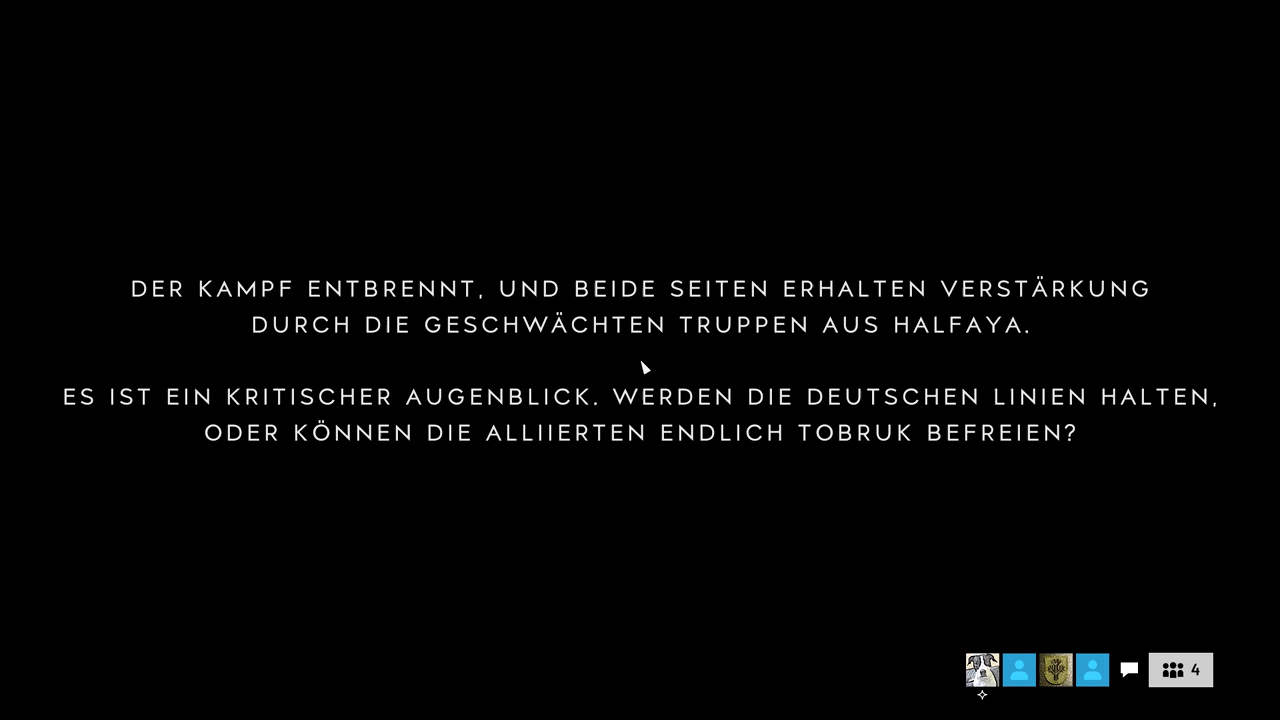 DER KAMPF ENTBRENNT, UND BEIDE SEITEN ERHALTEN VERSTÄRKUNG
DURCH DIE GESCHWÄCHTEN TRUPPEN AUS HALFAYA.
ES IST EIN KRITISCHER AUGENBLICK. WERDEN DIE DEUTSCHEN LINIEN HALTEN,
ODER KÖNNEN DIE ALLIIERTEN ENDLICH TOBRUK BEFREIEN?
4